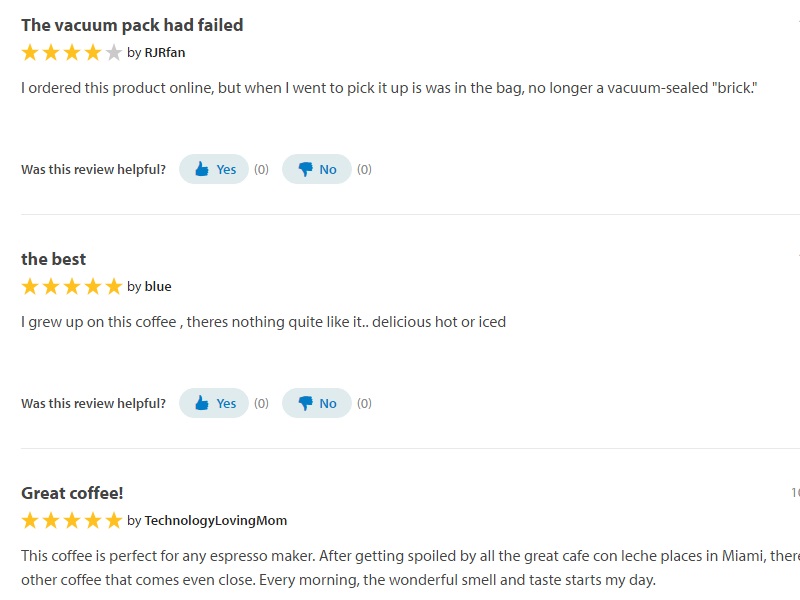 The vacuum pack had failed
by RJRfan
I ordered this product online, but when I went to pick it up is was in the bag, no longer a vacuum-sealed "brick."
Was this review helpful? Yes (0) No (0)
the best
by blue
I grew up on this coffee , theres nothing quite like it.. delicious hot or iced
Was this review helpful? Yes (0) No (0)
Great coffee!
by TechnologyLovingMom
This coffee is perfect for any espresso maker. After getting spoiled by all the great cafe con leche places in Miami,
other coffee that comes even close. Every morning, the wonderful smell and taste starts my day.